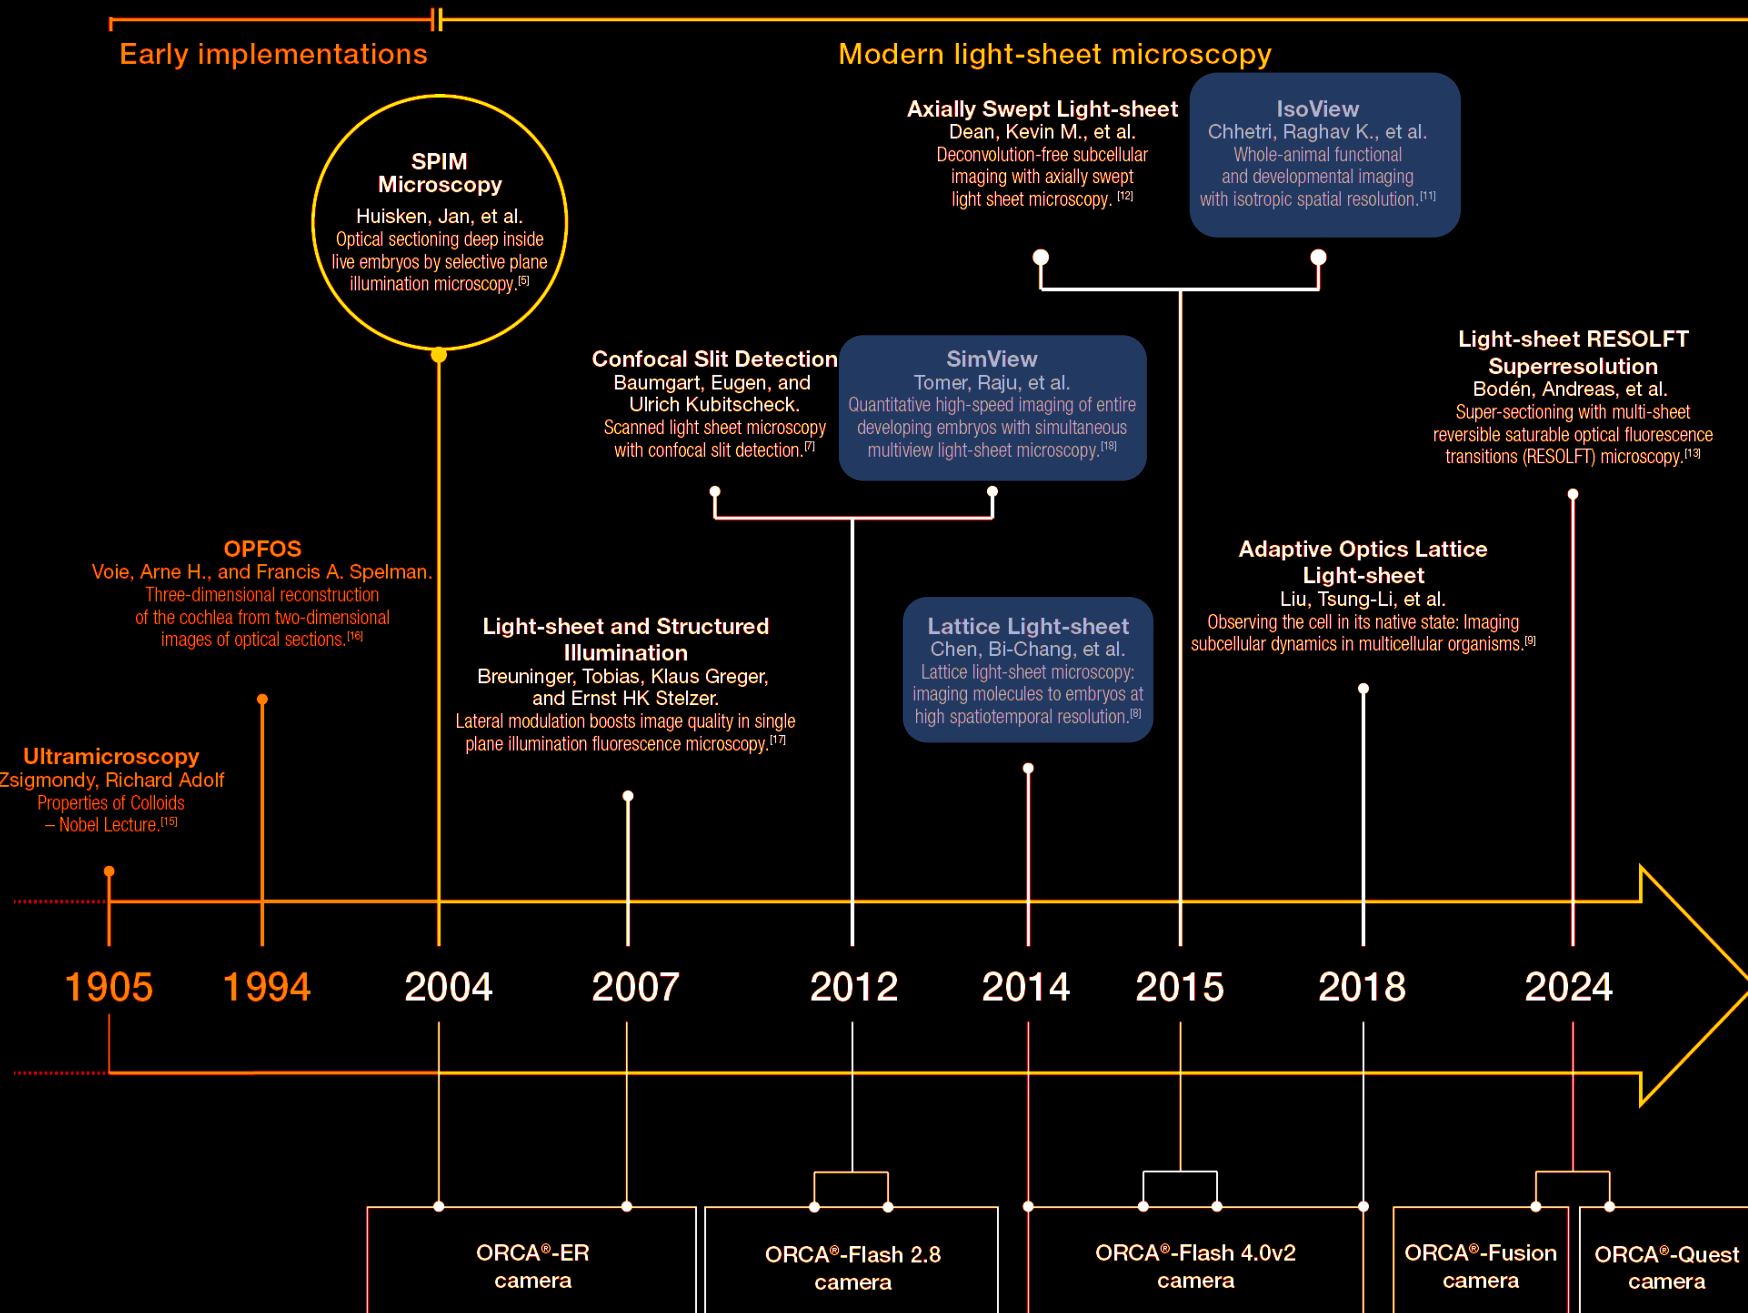 Early implementations
Modern light-sheet microscopy
SPIM
Microscopy
Huisken, Jan, et al.
Optical sectioning deep inside
live embryos by selective plane
illumination microscopy.[5]
Axially Swept Light-sheet
Dean, Kevin M., et al.
Deconvolution-free subcellular
imaging with axially swept
light sheet microscopy. [12]
IsoView
Chhetri, Raghav K., et al.
Whole-animal functional
and developmental imaging
with isotropic spatial resolution.[11]
Confocal Slit Detection
Baumgart, Eugen, and
Ulrich Kubitscheck.
Scanned light sheet microscopy
with confocal slit detection.[7]
SimView
Tomer, Raju, et al.
Quantitative high-speed imaging of entire
developing embryos with simultaneous
multiview light-sheet microscopy.[18]
Light-sheet RESOLFT
Superresolution
Bodén, Andreas, et al.
Super-sectioning with multi-sheet
reversible saturable optical fluorescence
transitions (RESOLFT) microscopy.[13]
OPFOS
Voie, Arne H., and Francis A. Spelman.
Three-dimensional reconstruction
of the cochlea from two-dimensional
images of optical sections.[16]
Light-sheet and Structured
Illumination
Breuninger, Tobias, Klaus Greger,
and Ernst HK Stelzer.
Lateral modulation boosts image quality in single
plane illumination fluorescence microscopy.[17]
Lattice Light-sheet
Chen, Bi-Chang, et al.
Lattice light-sheet microscopy:
imaging molecules to embryos at
high spatiotemporal resolution.[8]
Adaptive Optics Lattice
Light-sheet
Liu, Tsung-Li, et al.
Observing the cell in its native state: Imaging
subcellular dynamics in multicellular organisms.[9]
Ultramicroscopy
Zsigmondy, Richard Adolf
Properties of Colloids
– Nobel Lecture.[15]
1905
1994
2004
2007
2012
2014
2015
2018
2024
ORCA®-ER
camera
ORCA®-Flash 2.8
camera
ORCA®-Flash 4.0v2
camera
ORCA®-Fusion
camera
ORCA®-Quest
camera